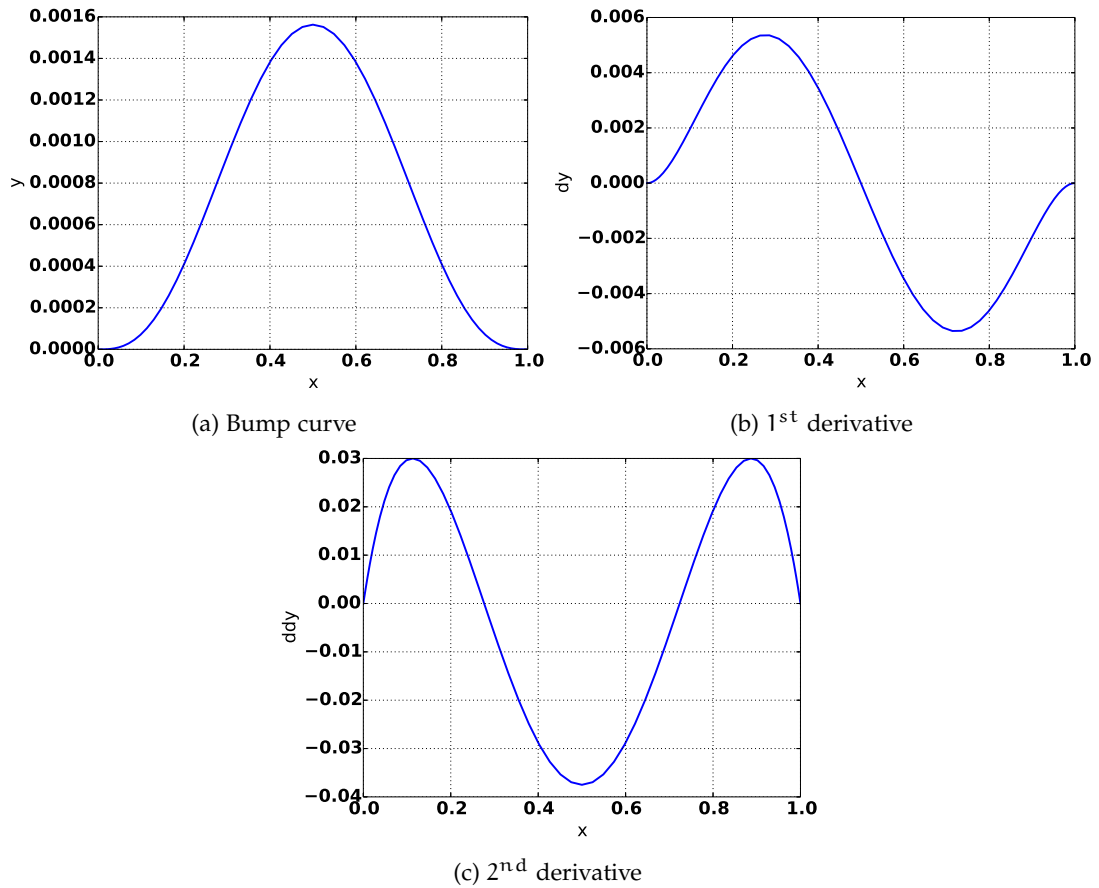 0.0016
0.0014
0.0012
0.0010
0.0008
0.0006
0.0004
0.0002
0.0000
y
0.2 0.4 0.6 0.8 1.0
x
(a) Bump curve
0.006
0.004
0.002
0.000
−0.002
−0.004
−0.006
dy
0.0 0.2 0.4 0.6 0.8 1.0
x
(b) 1st derivative
0.03
0.02
0.01
0.00
−0.01
−0.02
−0.03
−0.04
ddy
0.0 0.2 0.4 0.6 0.8 1.0
x
(c) 2nd derivative